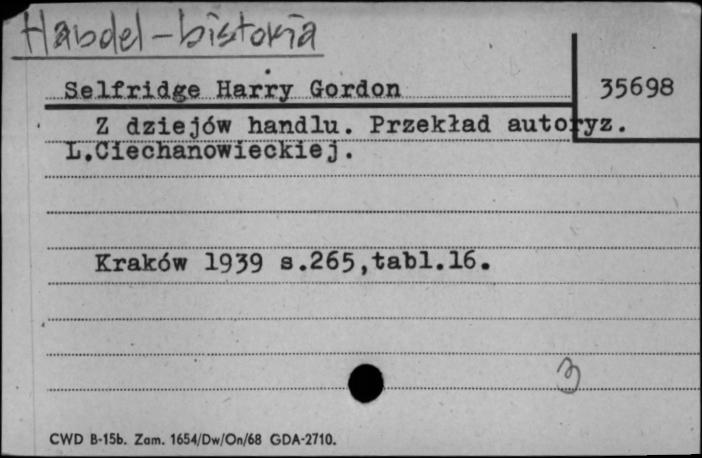 Handel-historia
Selfridge Harry Gordon 35698
Z dziejów handlu. Przekład autoryz.
L.Ciechanowieckiej.
Kraków 1939 s.265,tabl.16.
3
CWD B-15b. Zam. 1654/Dw/On/68 GDA-2710.